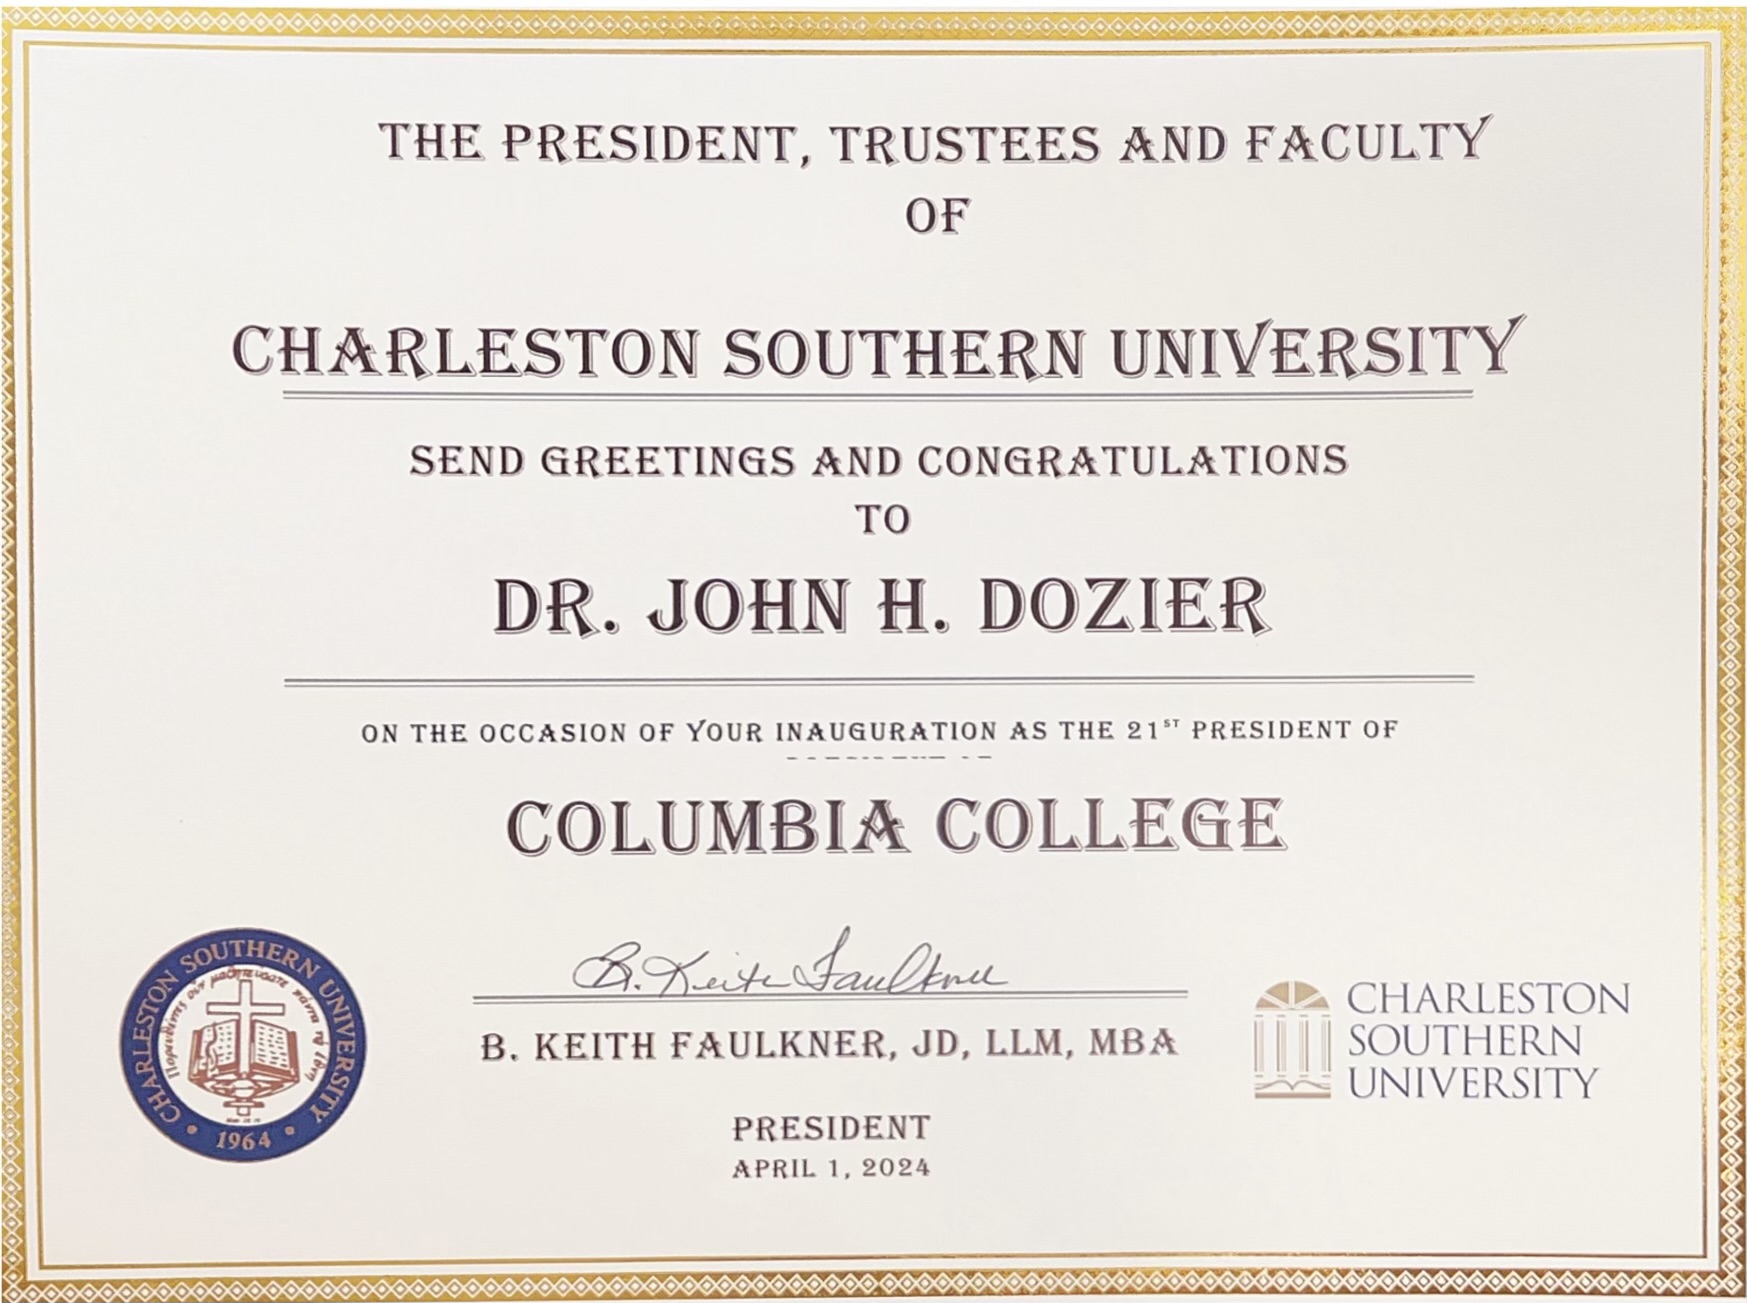 THE PRESIDENT, TRUSTEES AND FACULTY
OF
CHARLESTON SOUTHERN UNIVERSITY
SEND GREETINGS AND CONGRATULATIONS
TO
DR. JOHN H. DOZIER
ON THE OCCASION OF YOUR INAUGURATION AS THE 21ST PRESIDENT OF
COLUMBIA COLLEGE
B. Keith Faulkner
B. KEITH FAULKNER, JD, LLM, MBA
PRESIDENT
APRIL 1, 2024
CHARLESTON SOUTHERN UNIVERSITY
1964
CHARLESTON
SOUTHERN
UNIVERSITY